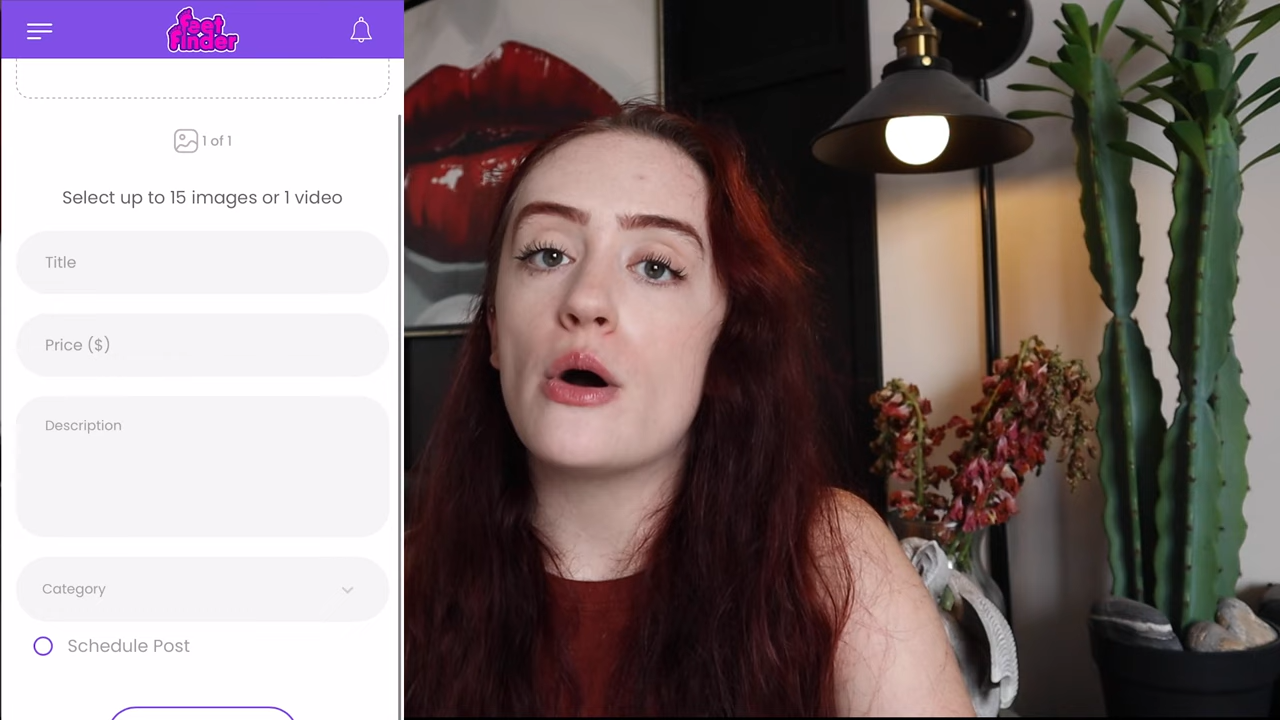 feet
finder
1 of 1
Select up to 15 images or 1 video
Title
Price ($)
Description
Category
Schedule Post